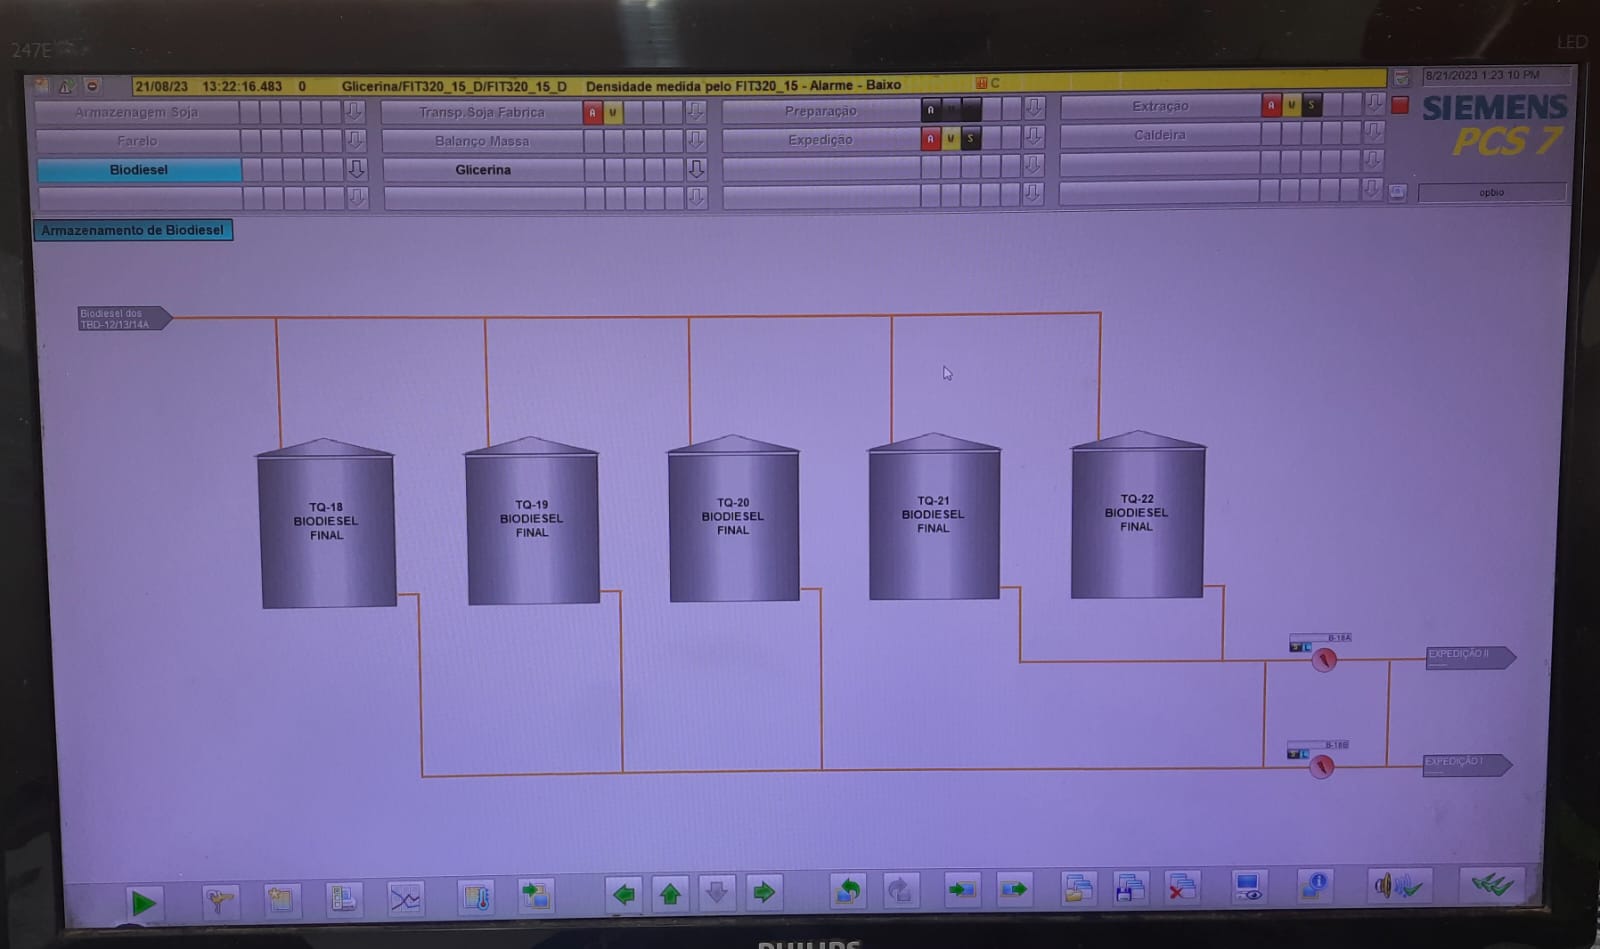 247E
LED
21/08/23 13:22:16.483 0 Glicerina/FIT320_15_D/FIT320_15_D Densidade medida pelo FIT320_15 - Alarme - Baixo C
8/21/2023 1:23:10 PM
Armazenagem Soja
Transp.Soja Fabrica A W
Preparação A
Extração A W S
SIEMENS
PCS 7
Farelo
Balanço Massa
Expedição A W S
Caldeira
Biodiesel
Glicerina
opbio
Armazenamento de Biodiesel
Biodiesel dos
TBD-12/13/14A
TQ-18
BIODIESEL
FINAL
TQ-19
BIODIESEL
FINAL
TQ-20
BIODIESEL
FINAL
TQ-21
BIODIESEL
FINAL
TQ-22
BIODIESEL
FINAL
B-18A
EXPEDIÇÃO II
B-18B
EXPEDIÇÃO I
PHILIPS